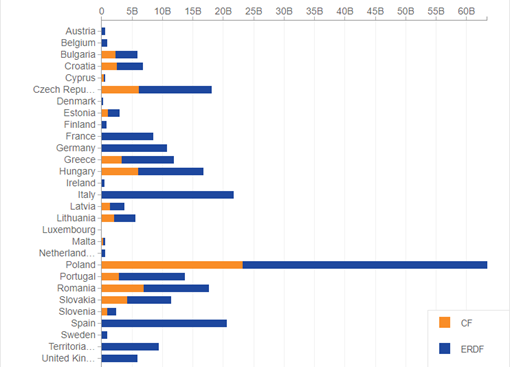 0 5B 10B 15B 20B 25B 30B 35B 40B 45B 50B 55B 60B
Austria
Belgium
Bulgaria
Croatia
Cyprus
Czech Repu...
Denmark
Estonia
Finland
France
Germany
Greece
Hungary
Ireland
Italy
Latvia
Lithuania
Luxembourg
Malta
Netherland...
Poland
Portugal
Romania
Slovakia
Slovenia
Spain
Sweden
Territoria...
United Kin...
CF
ERDF